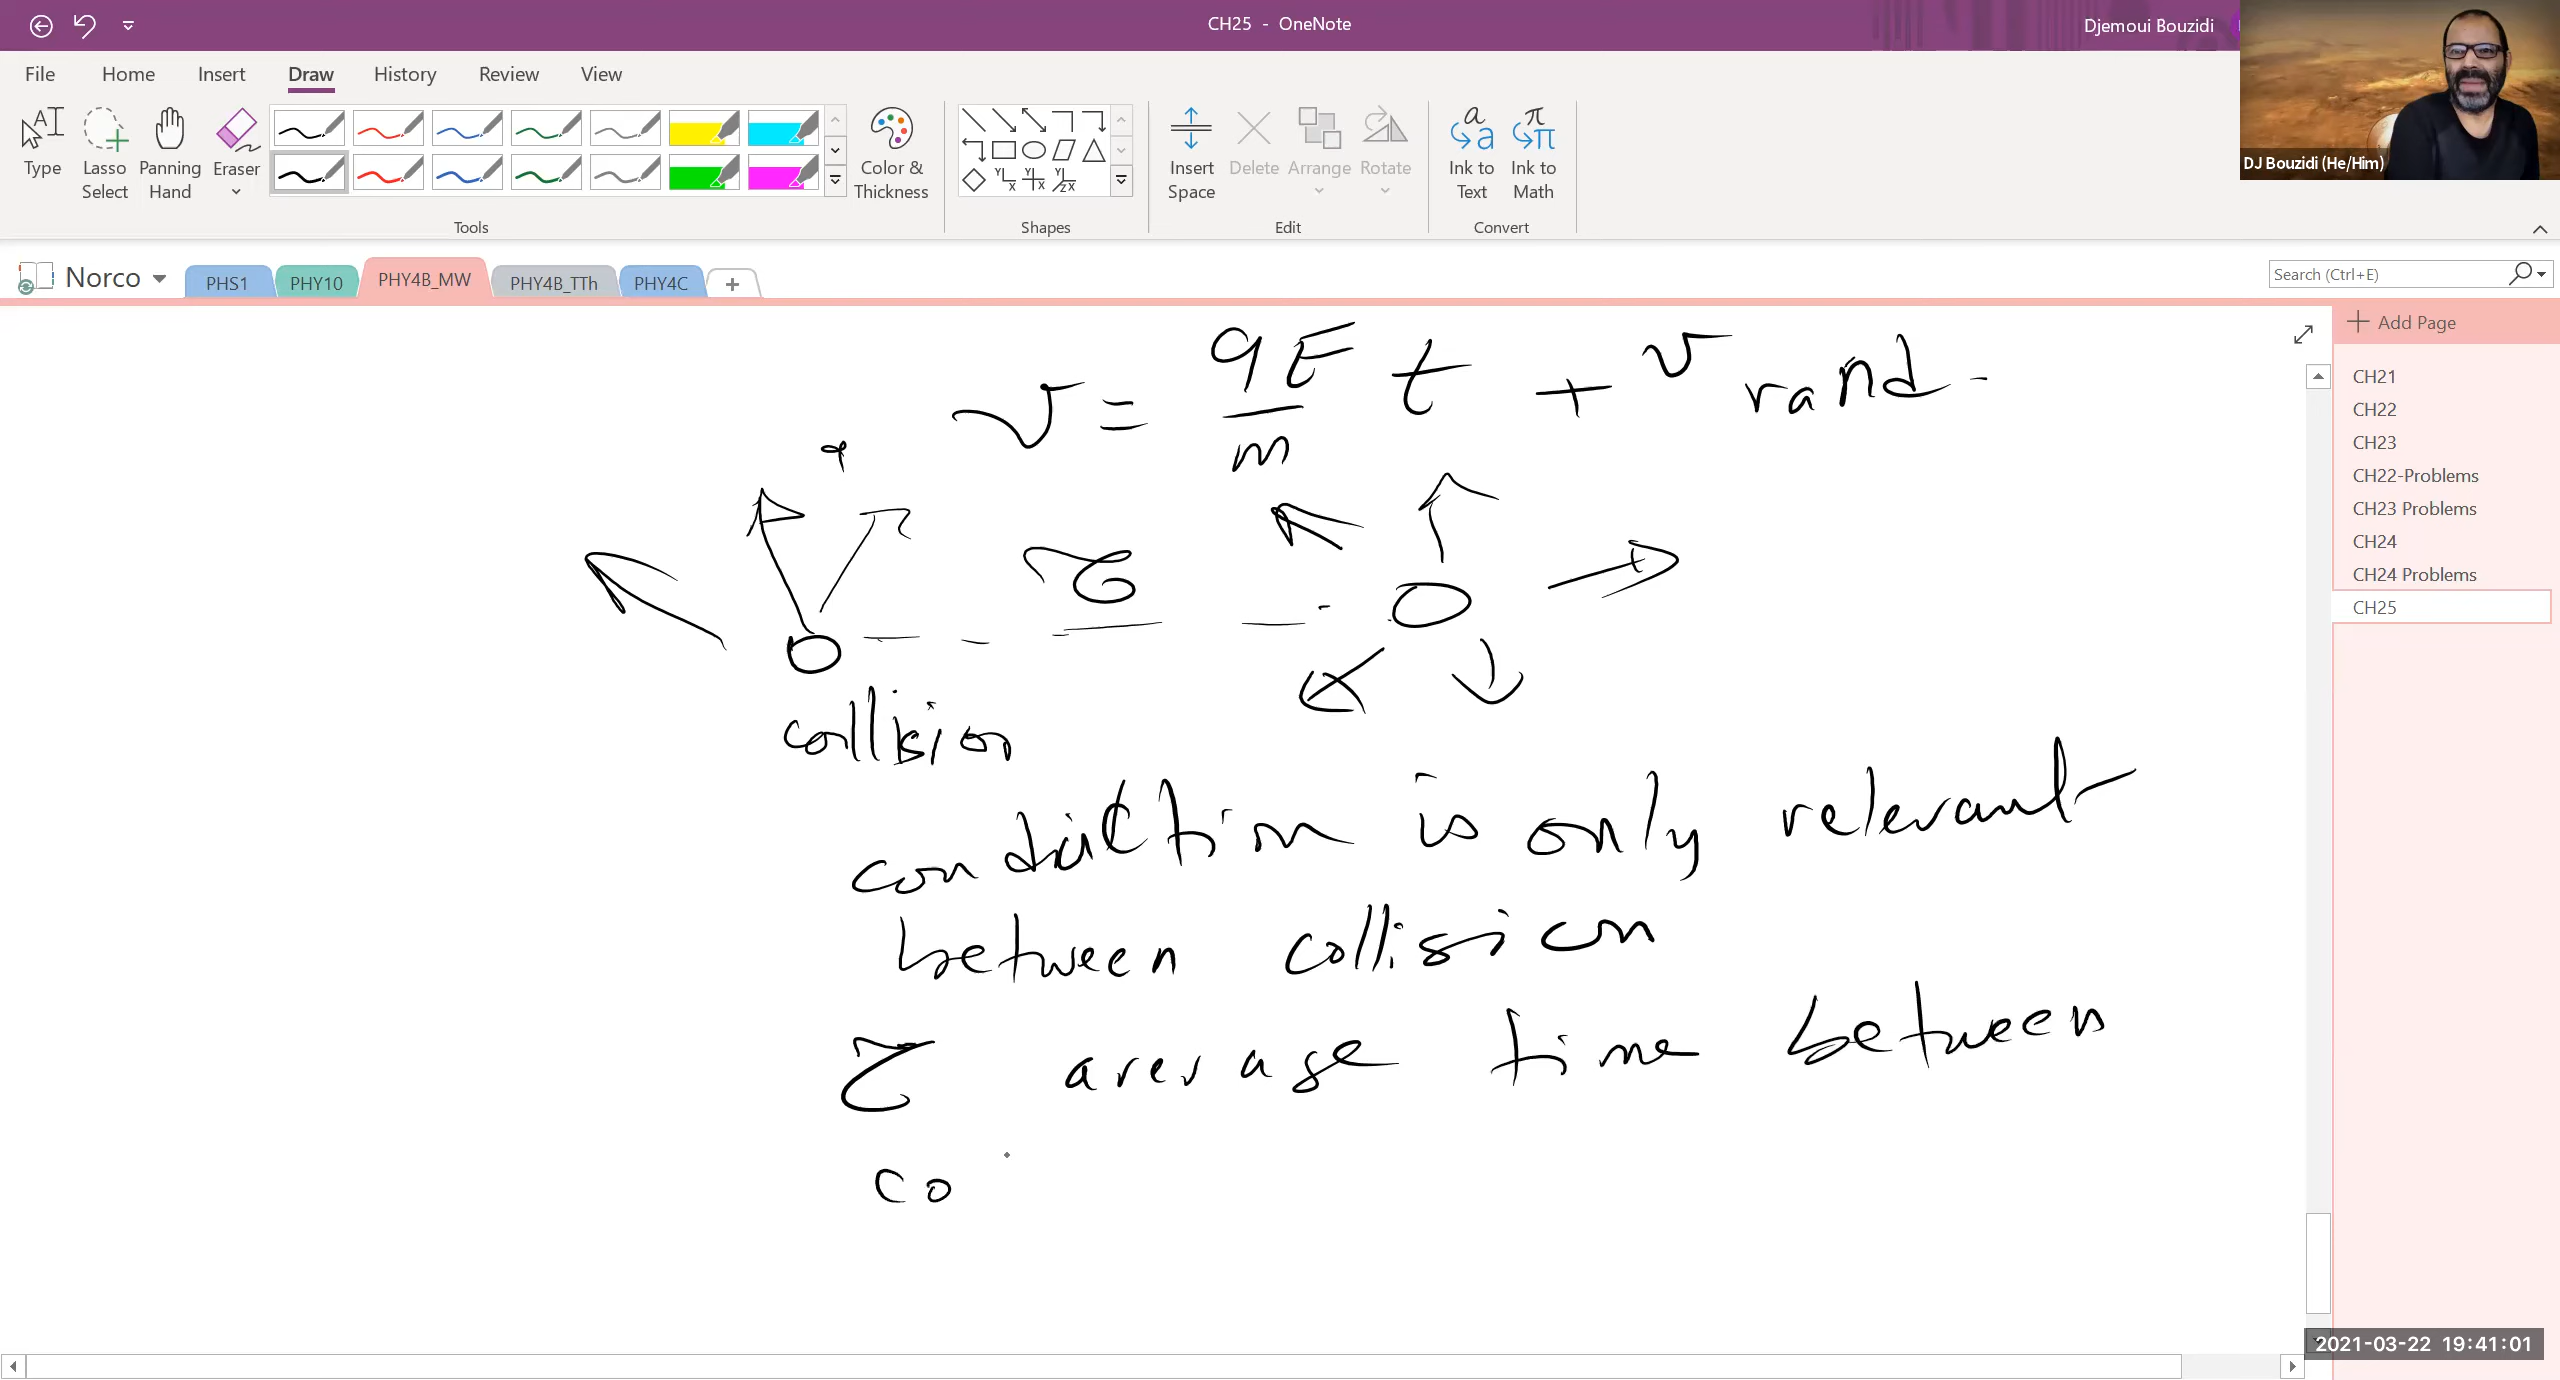 CH25 - OneNote
Djemoui Bouzidi
File Home Insert Draw History Review View
Type
Lasso Select
Panning Hand
Eraser
Color & Thickness
Insert Space
Delete
Arrange
Rotate
Ink to Text
Ink to Math
Tools
Shapes
Edit
Convert
DJ Bouzidi (He/Him)
Norco
PHS1 PHY10 PHY4B_MW PHY4B_TTh PHY4C
Search (Ctrl+E)
Add Page
CH21
CH22
CH23
CH22-Problems
CH23 Problems
CH24
CH24 Problems
CH25
v = qE/m t + v rand.
τ
collision
is only relevant
between collision
τ average time between
co
2021-03-22 19:41:01